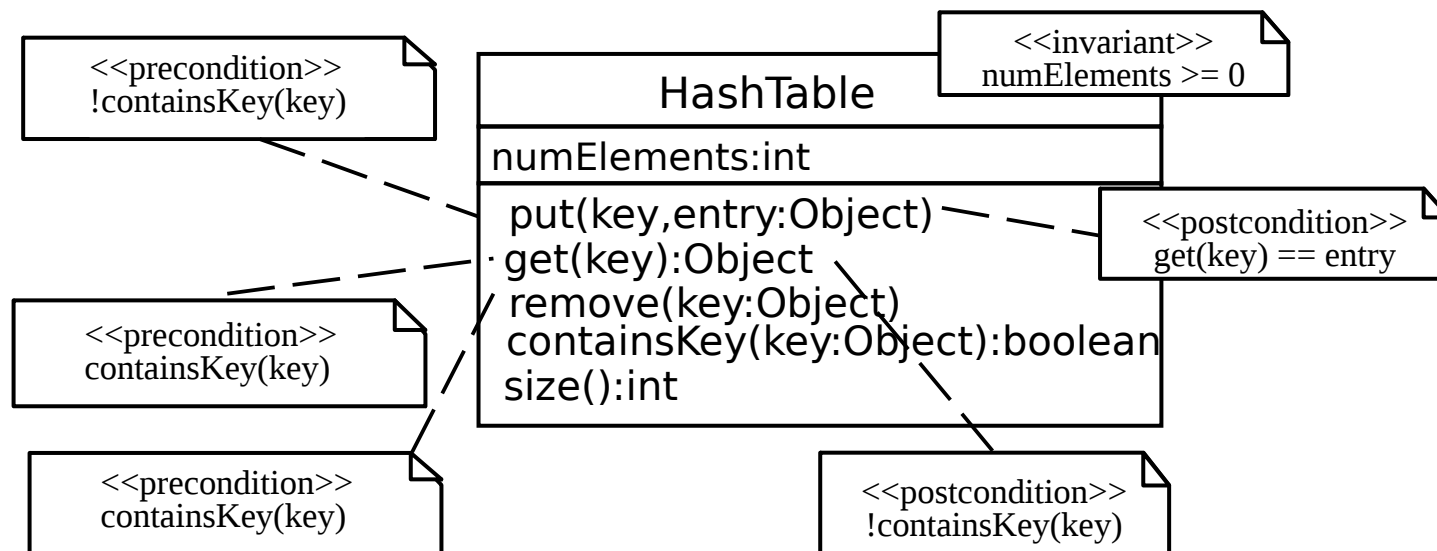 <<invariant>>
numElements >= 0
<<precondition>>
!containsKey(key)
HashTable
numElements:int
put(key,entry:Object)
get(key):Object
remove(key:Object)
containsKey(key:Object):boolean
size():int
<<postcondition>>
get(key) == entry
<<precondition>>
containsKey(key)
<<precondition>>
containsKey(key)
<<postcondition>>
!containsKey(key)